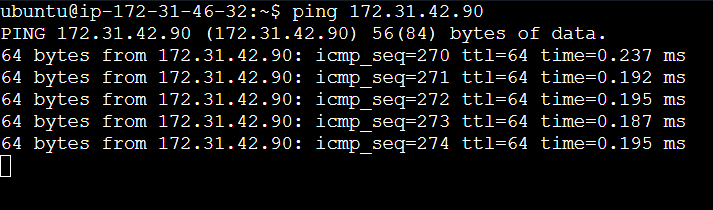 ubuntu@ip-172-31-46-32:~$ ping 172.31.42.90
PING 172.31.42.90 (172.31.42.90) 56(84) bytes of data.
64 bytes from 172.31.42.90: icmp_seq=270 ttl=64 time=0.237 ms
64 bytes from 172.31.42.90: icmp_seq=271 ttl=64 time=0.192 ms
64 bytes from 172.31.42.90: icmp_seq=272 ttl=64 time=0.195 ms
64 bytes from 172.31.42.90: icmp_seq=273 ttl=64 time=0.187 ms
64 bytes from 172.31.42.90: icmp_seq=274 ttl=64 time=0.195 ms